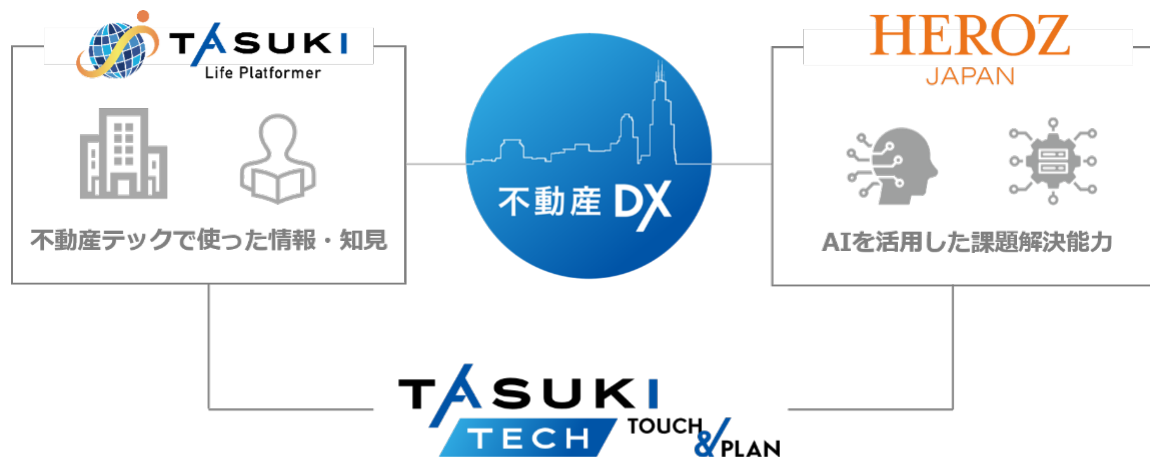 TASUKI
Life Platformer
不動産テックで使った情報・知見
不動産 DX
HEROZ
JAPAN
AIを活用した課題解決能力
TASUKI
TECH TOUCH & PLAN